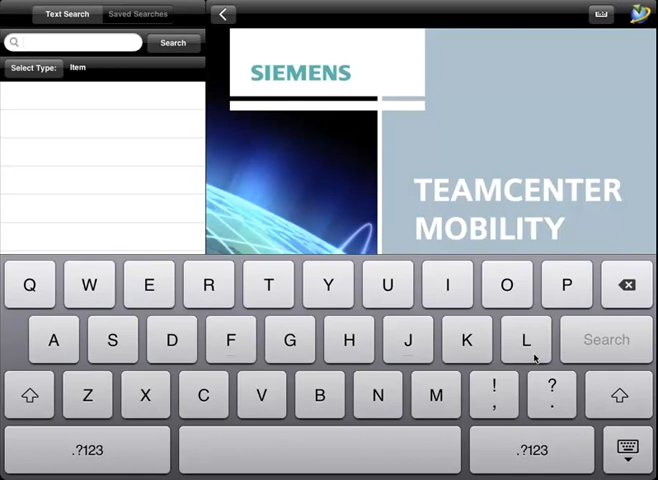 Text Search
Saved Searches
Search
Select Type:
Item
SIEMENS
TEAMCENTER
MOBILITY
Q W E R T Y U I O P
A S D F G H J K L Search
Z X C V B N M ! , ? .
.?123 .?123